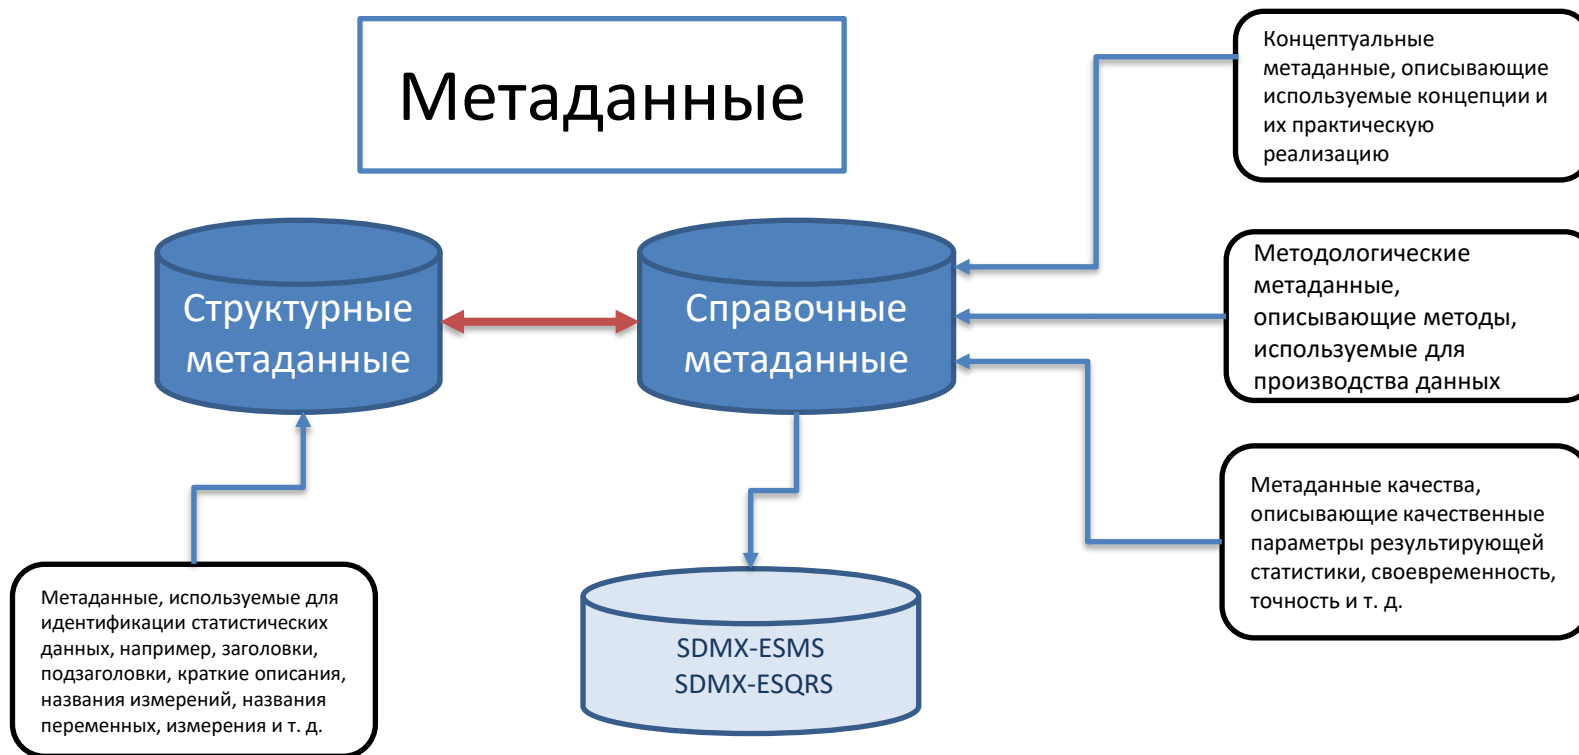 Метаданные
Концептуальные
метаданные, описывающие
используемые концепции и
их практическую
реализацию
Структурные
метаданные
Справочные
метаданные
Методологические
метаданные,
описывающие методы,
используемые для
производства данных
Метаданные качества,
описывающие качественные
параметры результирующей
статистики, своевременность,
точность и т. д.
Метаданные, используемые для
идентификации статистических
данных, например, заголовки,
подзаголовки, краткие описания,
названия измерений, названия
переменных, измерения и т. д.
SDMX-ESMS
SDMX-ESQRS